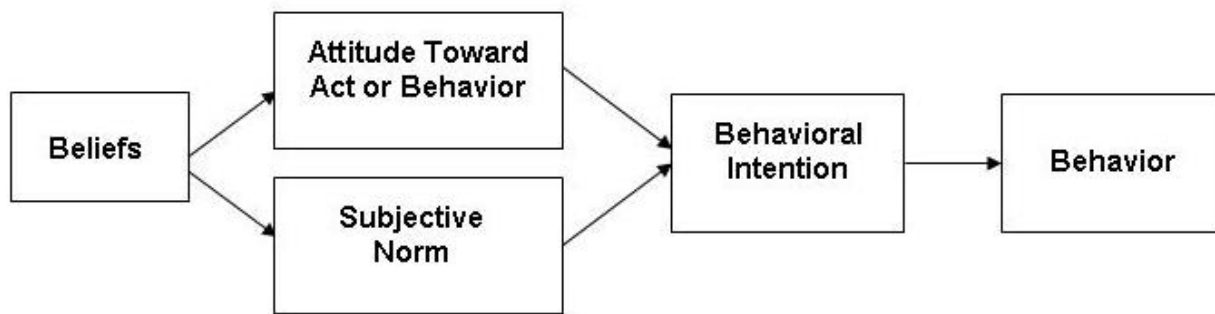 Beliefs
Attitude Toward
Act or Behavior
Subjective
Norm
Behavioral
Intention
Behavior